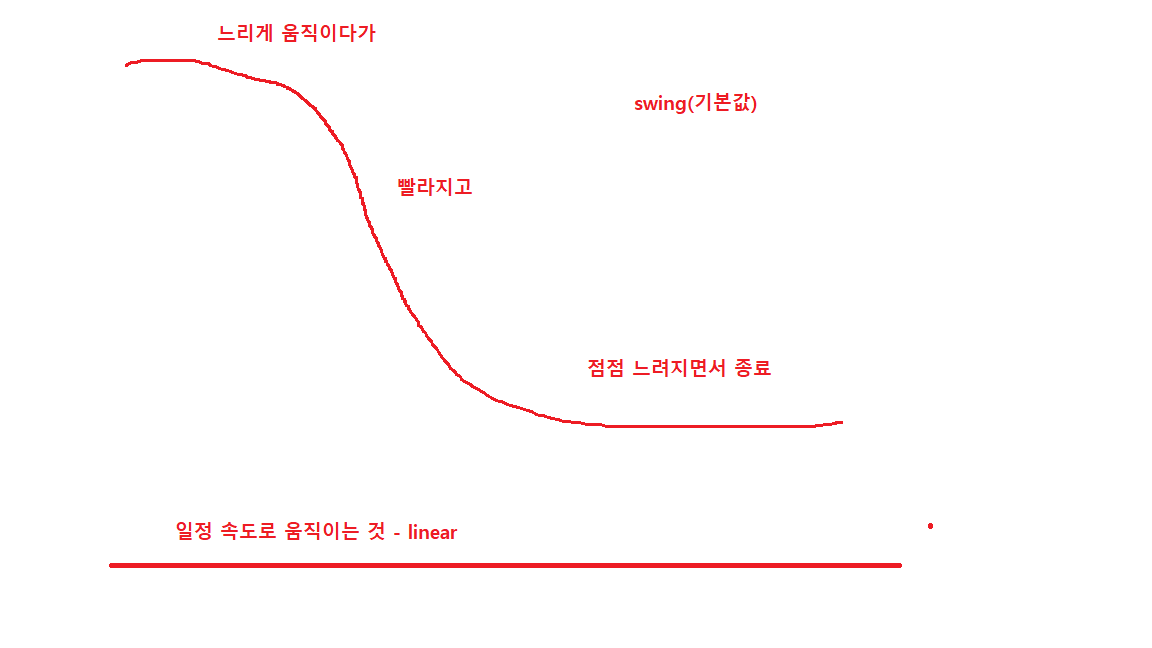 느리게 움직이다가
swing(기본값)
빨라지고
점점 느려지면서 종료
일정 속도로 움직이는 것 - linear